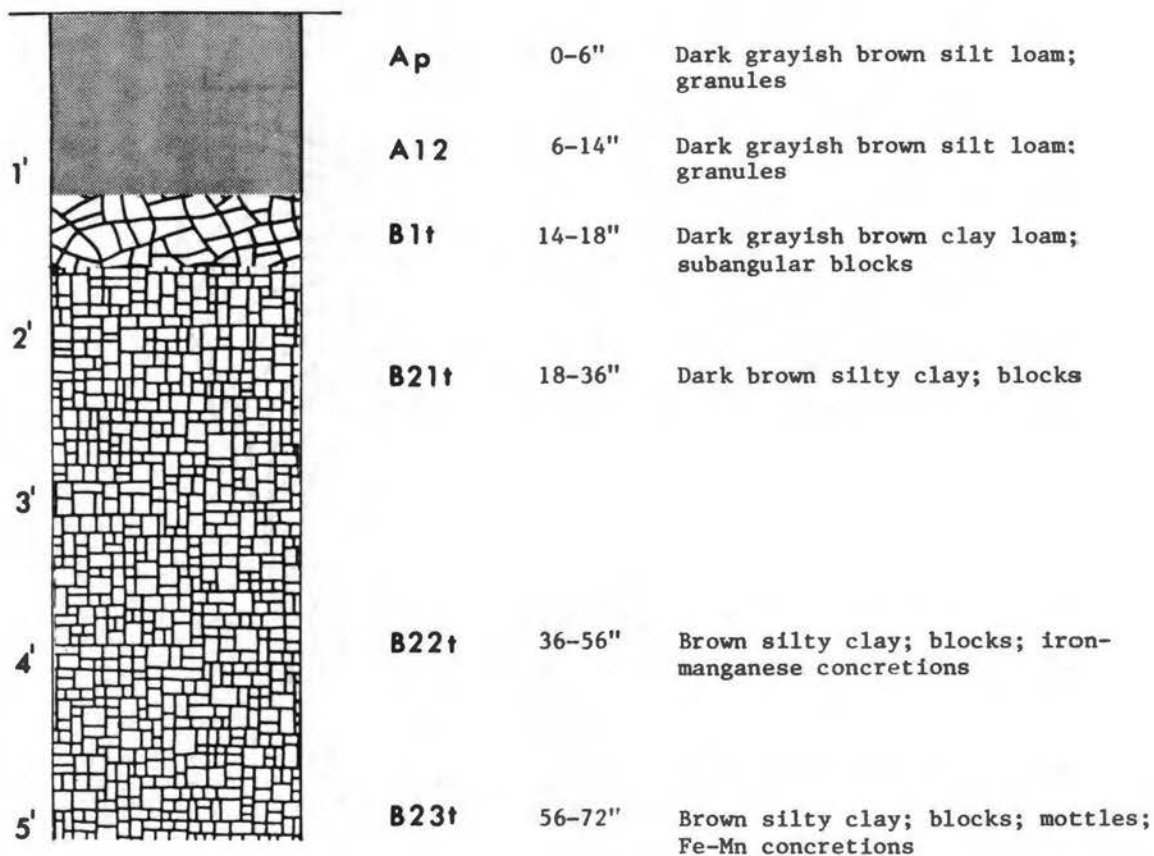 Ap 0-6" Dark grayish brown silt loam;
granules
1'
A12 6-14" Dark grayish brown silt loam;
granules
B1t 14-18" Dark grayish brown clay loam;
subangular blocks
2'
B21t 18-36" Dark brown silty clay; blocks
3'
B22t 36-56" Brown silty clay; blocks; iron-
manganese concretions
4'
B23t 56-72" Brown silty clay; blocks; mottles;
Fe-Mn concretions
5'